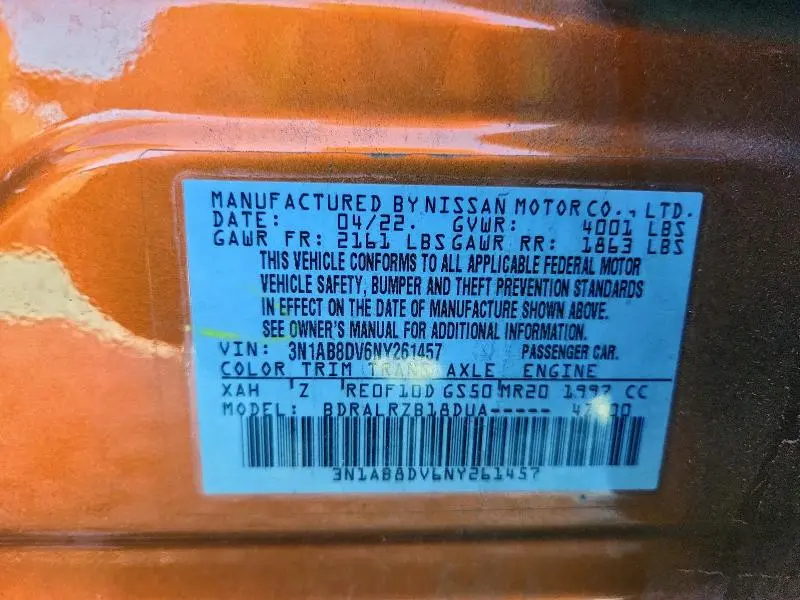 MANUFACTURED BY NISSAN MOTOR CO., LTD.
DATE: 04/22. GVWR: 4001 LBS
GAWR FR: 2161 LBS GAWR RR: 1863 LBS
THIS VEHICLE CONFORMS TO ALL APPLICABLE FEDERAL MOTOR
VEHICLE SAFETY, BUMPER AND THEFT PREVENTION STANDARDS
IN EFFECT ON THE DATE OF MANUFACTURE SHOWN ABOVE.
SEE OWNER'S MANUAL FOR ADDITIONAL INFORMATION.
VIN: 3N1AB8DV6NY261457 PASSENGER CAR.
COLOR TRIM TRANS AXLE ENGINE
XAH Z RE0F10D GS50 MR20 1997 CC
MODEL: BDRALRZB18DUA-----
3N1AB8DV6NY261457